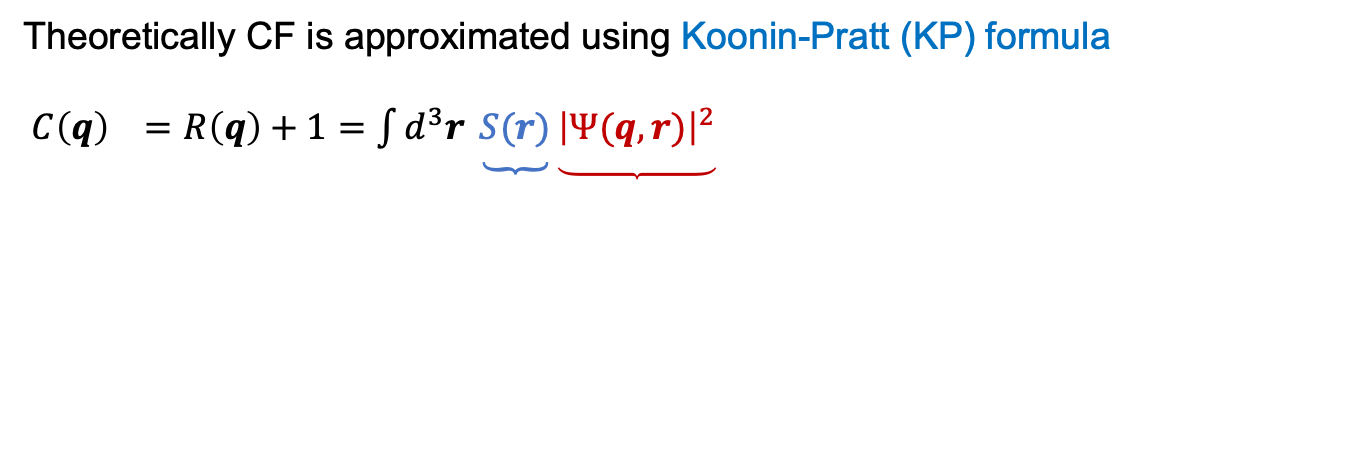 Theoretically CF is approximated using Koonin-Pratt (KP) formula
C(q) = R(q) + 1 = ∫ d³r S(r) |Ψ(q,r)|²